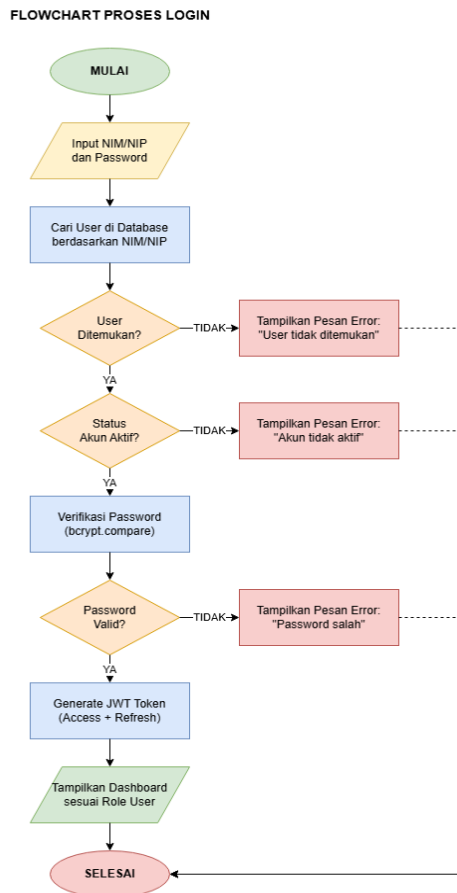 FLOWCHART PROSES LOGIN
MULAI
Input NIM/NIP
dan Password
Cari User di Database
berdasarkan NIM/NIP
User
Ditemukan?
TIDAK
Tampilkan Pesan Error:
"User tidak ditemukan"
YA
Status
Akun Aktif?
TIDAK
Tampilkan Pesan Error:
"Akun tidak aktif"
YA
Verifikasi Password
(bcrypt.compare)
Password
Valid?
TIDAK
Tampilkan Pesan Error:
"Password salah"
YA
Generate JWT Token
(Access + Refresh)
Tampilkan Dashboard
sesuai Role User
SELESAI